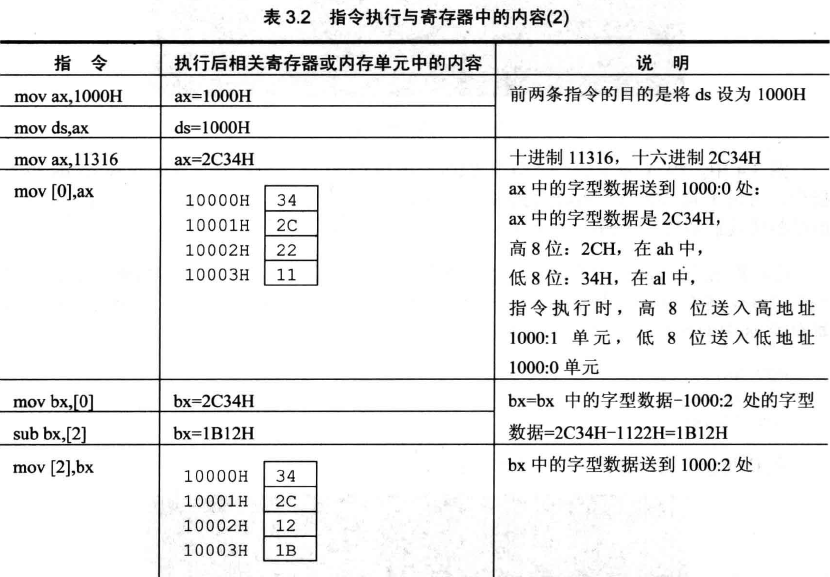 表 3.2 指令执行与寄存器中的内容(2)
指 令 执行后相关寄存器或内存单元中的内容 说 明
mov ax,1000H ax=1000H 前两条指令的目的是将 ds 设为 1000H
mov ds,ax ds=1000H
mov ax,11316 ax=2C34H 十进制 11316，十六进制 2C34H
mov [0],ax
10000H 34
10001H 2C
10002H 22
10003H 11
ax 中的字型数据送到 1000:0 处：
ax 中的字型数据是 2C34H，
高 8 位：2CH，在 ah 中，
低 8 位：34H，在 al 中，
指令执行时，高 8 位送入高地址
1000:1 单元，低 8 位送入低地址
1000:0 单元
mov bx,[0] bx=2C34H bx=bx 中的字型数据-1000:2 处的字型
sub bx,[2] bx=1B12H 数据=2C34H-1122H=1B12H
mov [2],bx
10000H 34
10001H 2C
10002H 12
10003H 1B
bx 中的字型数据送到 1000:2 处